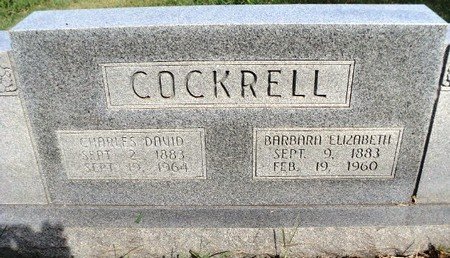 COCKRELL
CHARLES DAVID
SEPT. 2, 1883
SEPT. 19, 1964
BARBARA ELIZABETH
SEPT. 9, 1883
FEB. 19, 1960